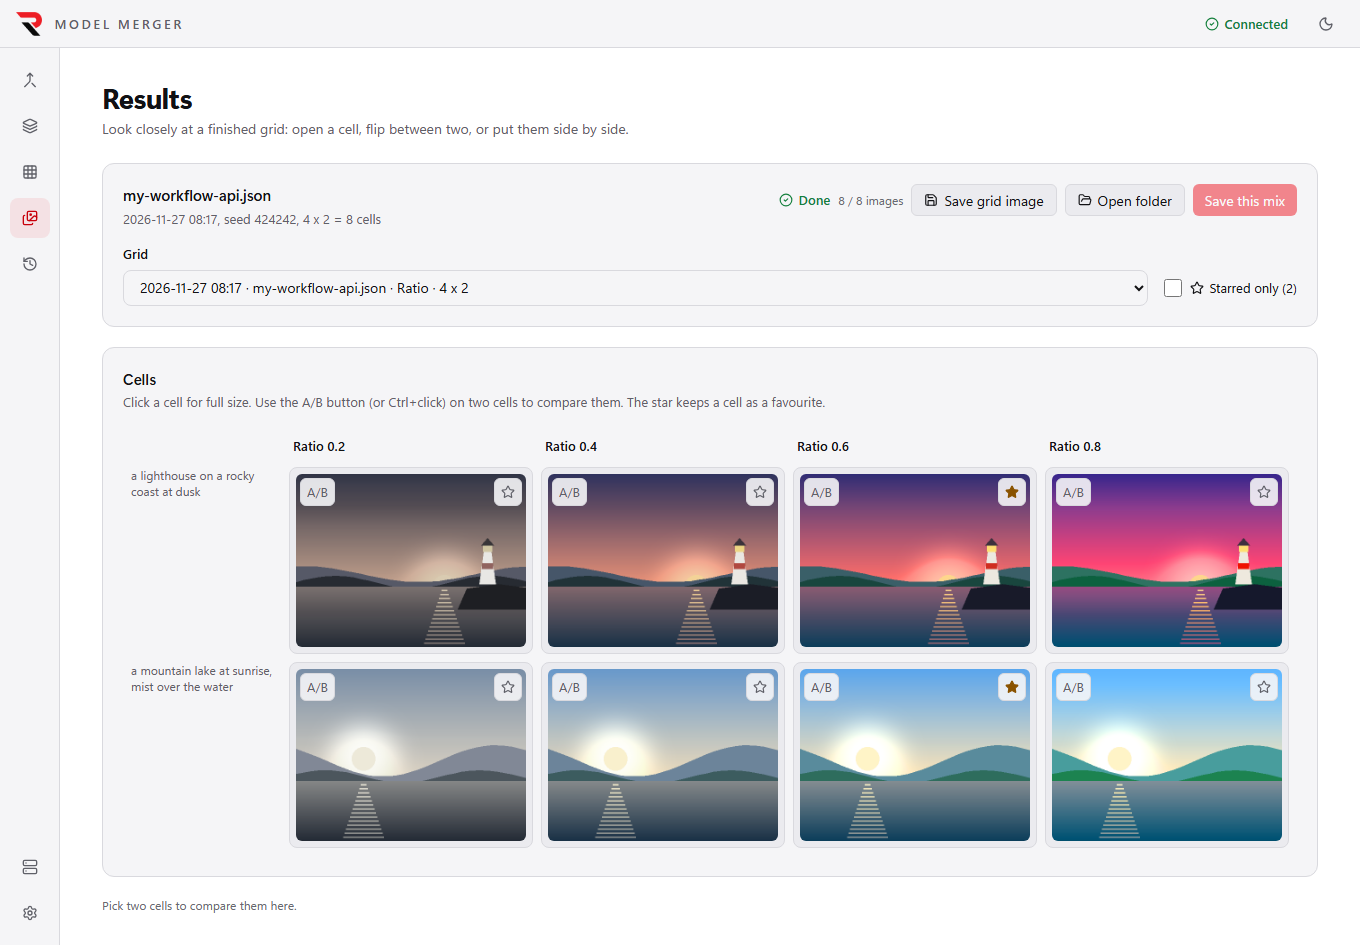 MODEL MERGER
Connected
Results
Look closely at a finished grid: open a cell, flip between two, or put them side by side.
my-workflow-api.json
2026-11-27 08:17, seed 424242, 4 x 2 = 8 cells
Done 8 / 8 images
Save grid image
Open folder
Save this mix
Grid
2026-11-27 08:17 · my-workflow-api.json · Ratio · 4 x 2
Starred only (2)
Cells
Click a cell for full size. Use the A/B button (or Ctrl+click) on two cells to compare them. The star keeps a cell as a favourite.
Ratio 0.2
Ratio 0.4
Ratio 0.6
Ratio 0.8
a lighthouse on a rocky
coast at dusk
A/B
A/B
A/B
A/B
a mountain lake at sunrise,
mist over the water
A/B
A/B
A/B
A/B
Pick two cells to compare them here.